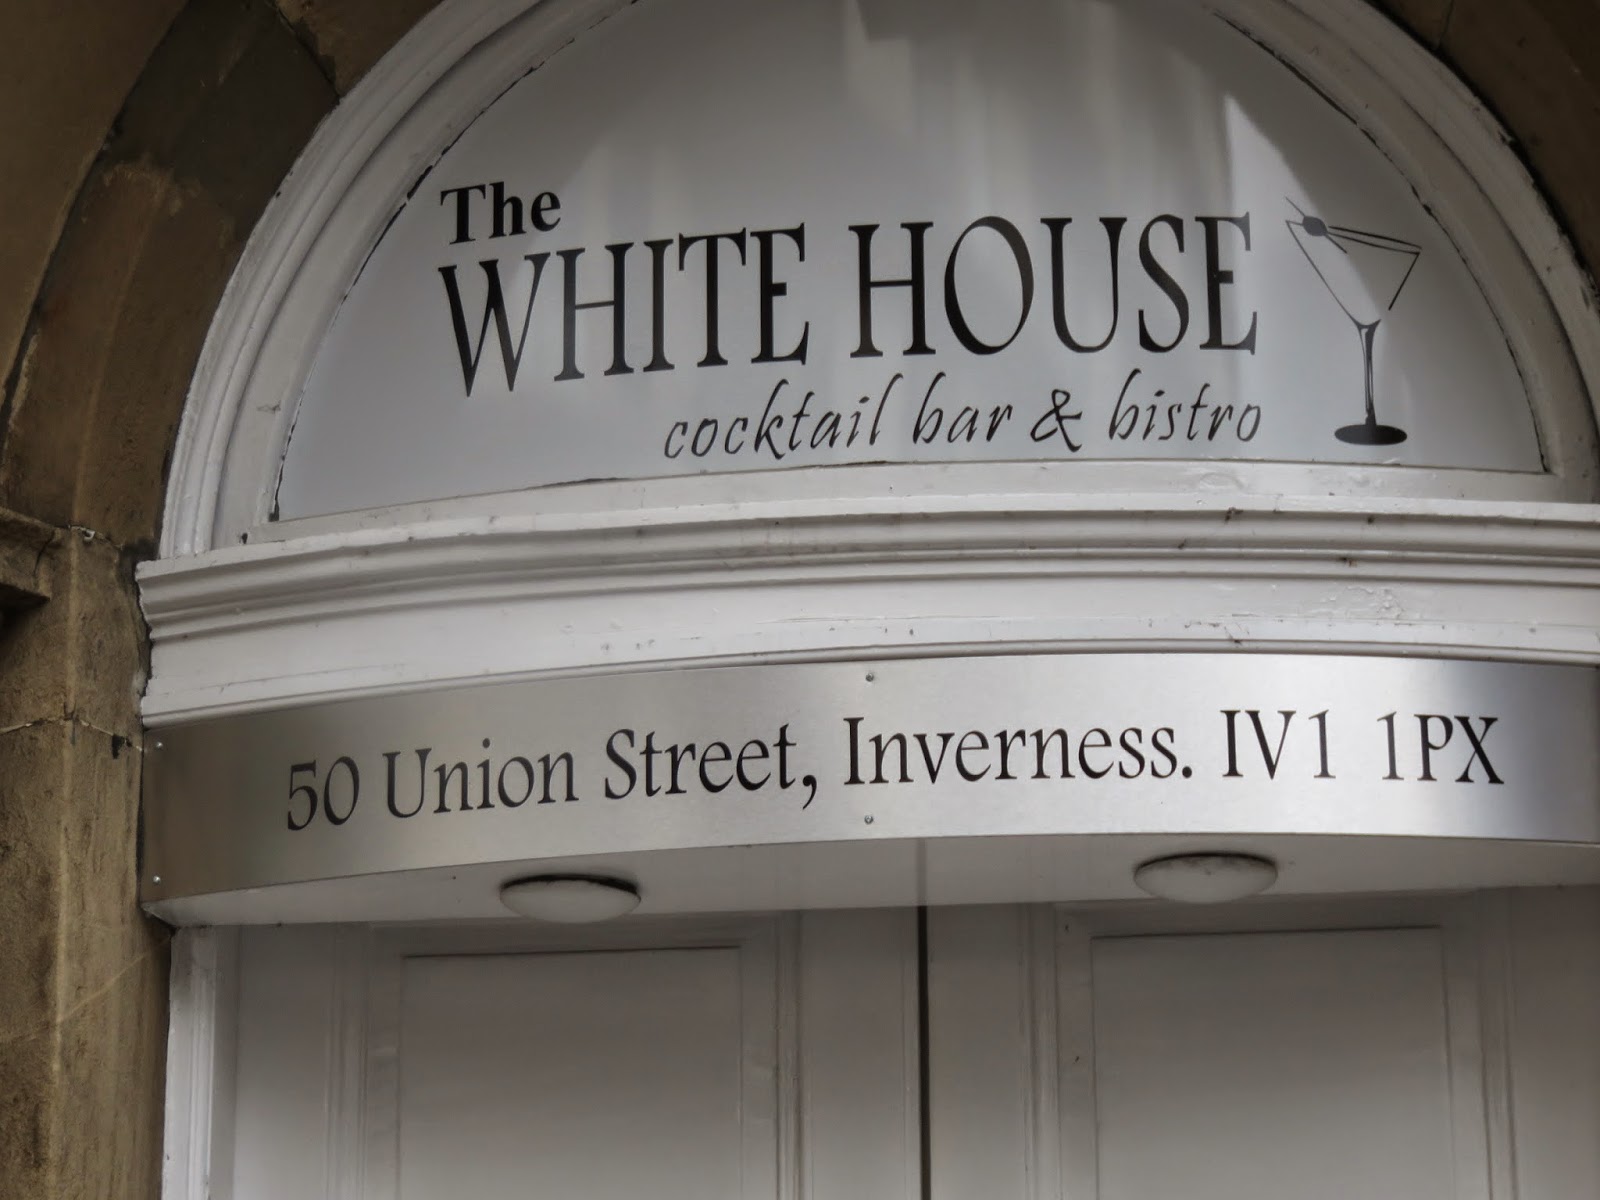 The
WHITE HOUSE
cocktail bar & bistro
50 Union Street, Inverness. IV1 1PX